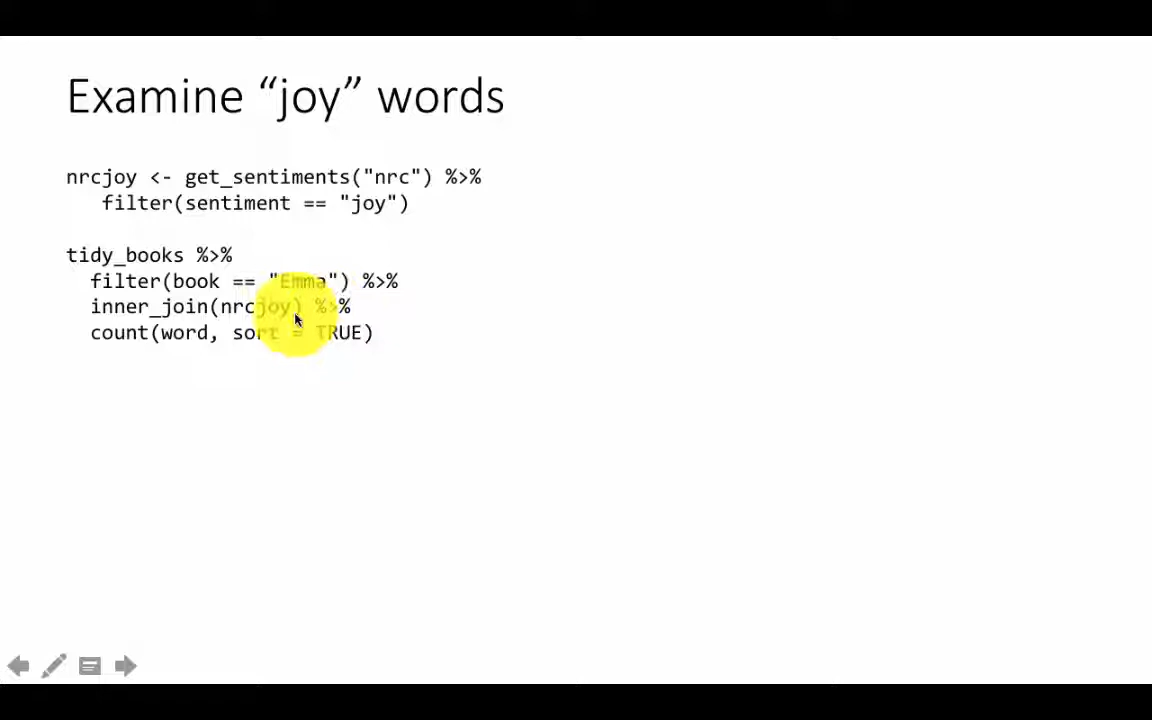 Examine “joy” words
nrcjoy <- get_sentiments("nrc") %>%
filter(sentiment == "joy")
tidy_books %>%
filter(book == "Emma") %>%
inner_join(nrcjoy) %>%
count(word, sort = TRUE)